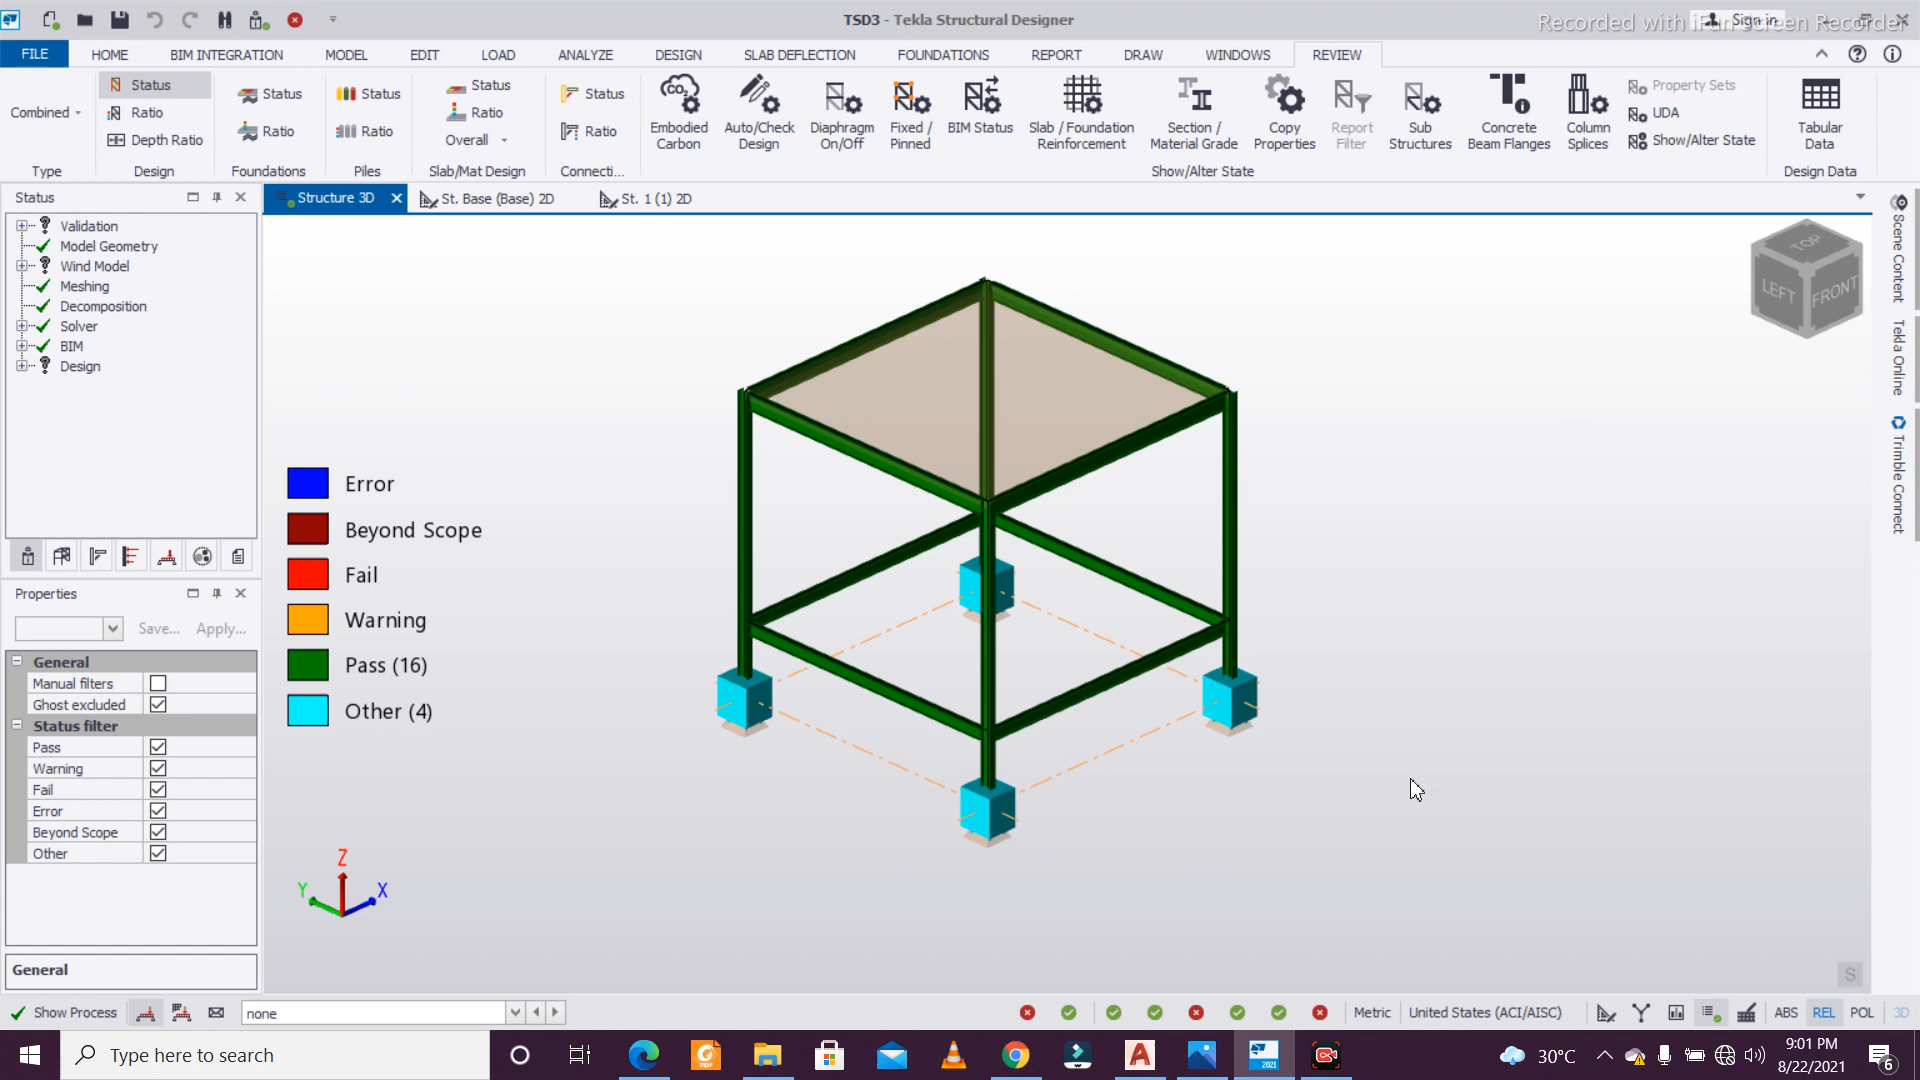 TSD3 - Tekla Structural Designer
Recorded with iFun Screen Recorder
Sign in
FILE HOME BIM INTEGRATION MODEL EDIT LOAD ANALYZE DESIGN SLAB DEFLECTION FOUNDATIONS REPORT DRAW WINDOWS REVIEW
Combined
Type
Status
Ratio
Depth Ratio
Design
Status
Ratio
Foundations
Status
Ratio
Piles
Status
Ratio
Overall
Slab/Mat Design
Status
Ratio
Connecti...
Embodied
Carbon
Auto/Check
Design
Diaphragm
On/Off
Fixed /
Pinned
BIM Status
Slab / Foundation
Reinforcement
Section /
Material Grade
Copy
Properties
Report
Filter
Sub
Structures
Concrete
Beam Flanges
Column
Splices
Property Sets
UDA
Show/Alter State
Show/Alter State
Tabular
Data
Design Data
Status
Validation
Model Geometry
Wind Model
Meshing
Decomposition
Solver
BIM
Design
Structure 3D
St. Base (Base) 2D
St. 1 (1) 2D
TOP
LEFT
FRONT
Scene Content
Tekla Online
Trimble Connect
Error
Beyond Scope
Fail
Warning
Pass (16)
Other (4)
Z
Y
X
S
Properties
Save...
Apply...
General
Manual filters
Ghost excluded
Status filter
Pass
Warning
Fail
Error
Beyond Scope
Other
General
Show Process
none
Metric
United States (ACI/AISC)
ABS REL POL 3D
Type here to search
PDF
2021
30°C
9:01 PM
8/22/2021
6